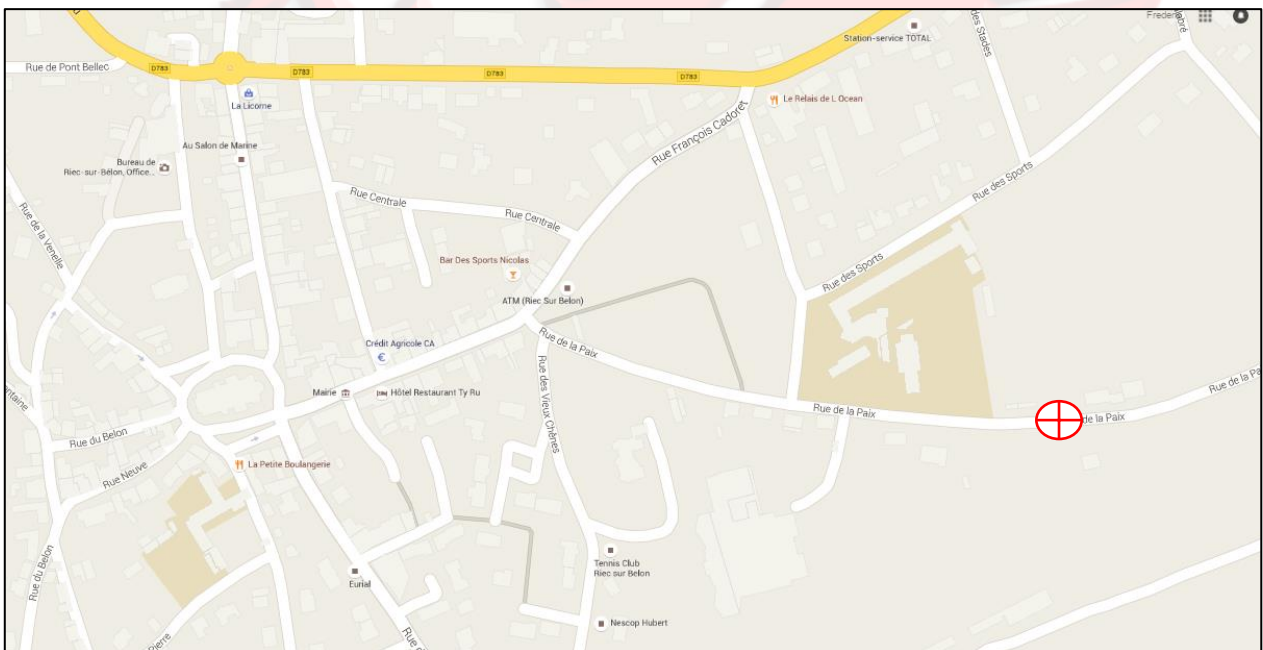 Frederi
Station-service TOTAL
des Stades
Rue de Pont Bellec
D783
D783
D783
D783
La Licorne
Le Relais de L Ocean
Rue François Cadoret
Au Salon de Marine
Bureau de
Riec-sur-Bélon, Office...
Rue Centrale
Rue Centrale
Rue des Sports
Rue de la Venelle
Bar Des Sports Nicolas
Rue des Sports
ATM (Riec Sur Belon)
Rue de la Paix
Crédit Agricole CA
€
Mairie
Hôtel Restaurant Ty Ru
Rue des Vieux Chênes
Rue de la Paix
Rue de la Pa
de la Paix
Rue du Belon
Rue Neuve
La Petite Boulangerie
Rue du Belon
Tennis Club
Riec sur Belon
Eurial
Nescop Hubert
Pierre